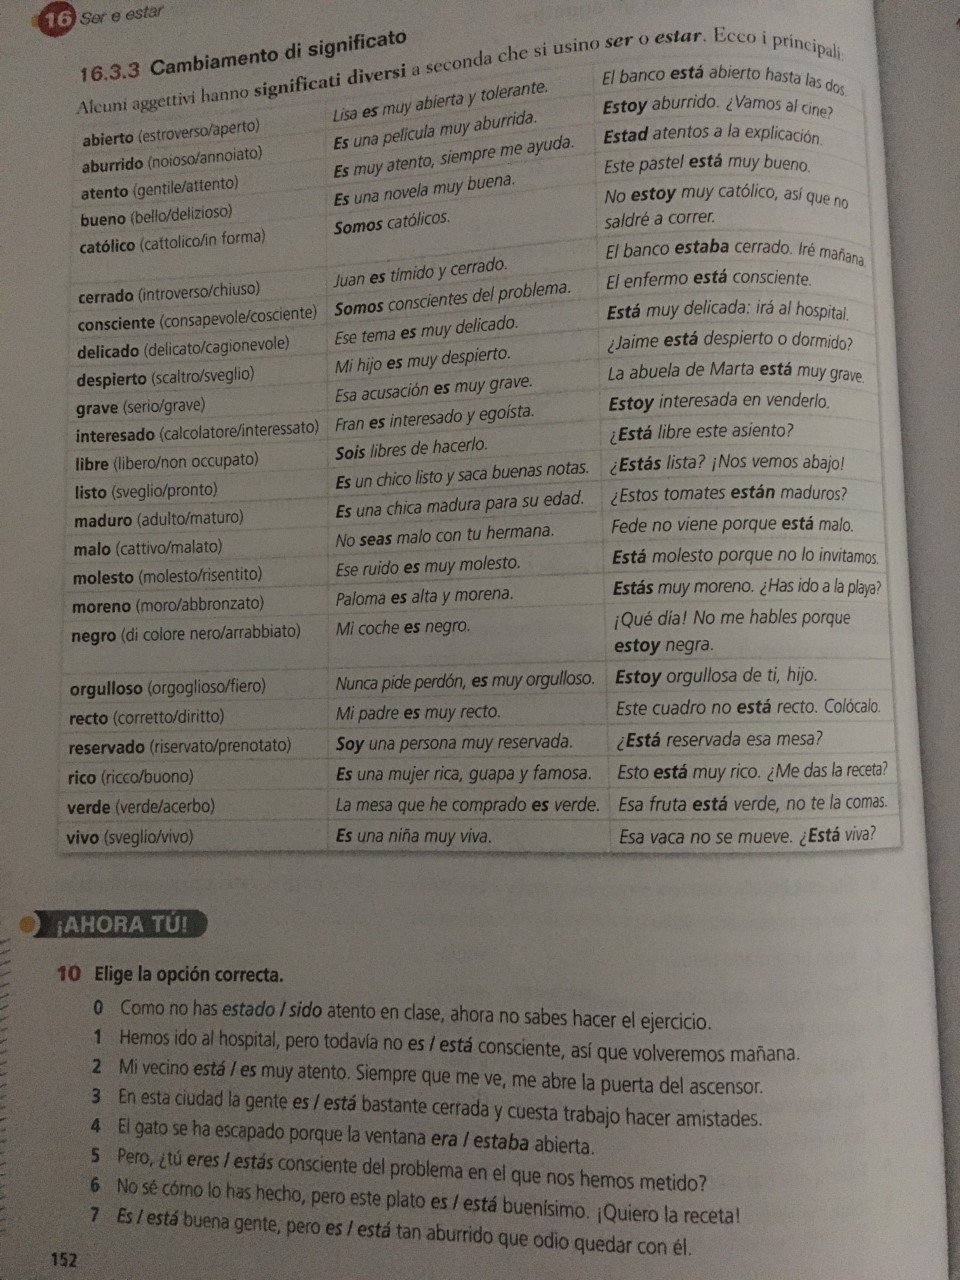 16 Ser e estar
16.3.3 Cambiamento di significato
Alcuni aggettivi hanno significati diversi a seconda che si usino ser o estar. Ecco i principali.
abierto (estroverso/aperto) Lisa es muy abierta y tolerante. El banco está abierto hasta las dos.
aburrido (noioso/annoiato) Es una película muy aburrida. Estoy aburrido. ¿Vamos al cine?
atento (gentile/attento) Es muy atento, siempre me ayuda. Estad atentos a la explicación.
bueno (bello/delizioso) Es una novela muy buena. Este pastel está muy bueno.
católico (cattolico/in forma) Somos católicos. No estoy muy católico, así que no
saldré a correr.
cerrado (introverso/chiuso) Juan es tímido y cerrado. El banco estaba cerrado. Iré mañana.
consciente (consapevole/cosciente) Somos conscientes del problema. El enfermo está consciente.
delicado (delicato/cagionevole) Ese tema es muy delicado. Está muy delicada: irá al hospital.
despierto (scaltro/sveglio) Mi hijo es muy despierto. ¿Jaime está despierto o dormido?
grave (serio/grave) Esa acusación es muy grave. La abuela de Marta está muy grave.
interesado (calcolatore/interessato) Fran es interesado y egoísta. Estoy interesada en venderlo.
libre (libero/non occupato) Sois libres de hacerlo. ¿Está libre este asiento?
listo (sveglio/pronto) Es un chico listo y saca buenas notas. ¿Estás lista? ¡Nos vemos abajo!
maduro (adulto/maturo) Es una chica madura para su edad. ¿Estos tomates están maduros?
malo (cattivo/malato) No seas malo con tu hermana. Fede no viene porque está malo.
molesto (molesto/risentito) Ese ruido es muy molesto. Está molesto porque no lo invitamos.
moreno (moro/abbronzato) Paloma es alta y morena. Estás muy moreno. ¿Has ido a la playa?
negro (di colore nero/arrabbiato) Mi coche es negro. ¡Qué día! No me hables porque
estoy negra.
orgulloso (orgoglioso/fiero) Nunca pide perdón, es muy orgulloso. Estoy orgullosa de ti, hijo.
recto (corretto/diritto) Mi padre es muy recto. Este cuadro no está recto. Colócalo.
reservado (riservato/prenotato) Soy una persona muy reservada. ¿Está reservada esa mesa?
rico (ricco/buono) Es una mujer rica, guapa y famosa. Esto está muy rico. ¿Me das la receta?
verde (verde/acerbo) La mesa que he comprado es verde. Esa fruta está verde, no te la comas.
vivo (sveglio/vivo) Es una niña muy viva. Esa vaca no se mueve. ¿Está viva?
¡AHORA TÚ!
10 Elige la opción correcta.
0 Como no has estado / sido atento en clase, ahora no sabes hacer el ejercicio.
1 Hemos ido al hospital, pero todavía no es / está consciente, así que volveremos mañana.
2 Mi vecino está / es muy atento. Siempre que me ve, me abre la puerta del ascensor.
3 En esta ciudad la gente es / está bastante cerrada y cuesta trabajo hacer amistades.
4 El gato se ha escapado porque la ventana era / estaba abierta.
5 Pero, ¿tú eres / estás consciente del problema en el que nos hemos metido?
6 No sé cómo lo has hecho, pero este plato es / está buenísimo. ¡Quiero la receta!
7 Es / está buena gente, pero es / está tan aburrido que odio quedar con él.
152